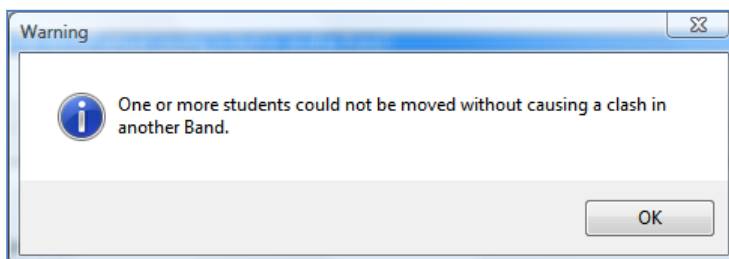 Warning
One or more students could not be moved without causing a clash in
another Band.
OK